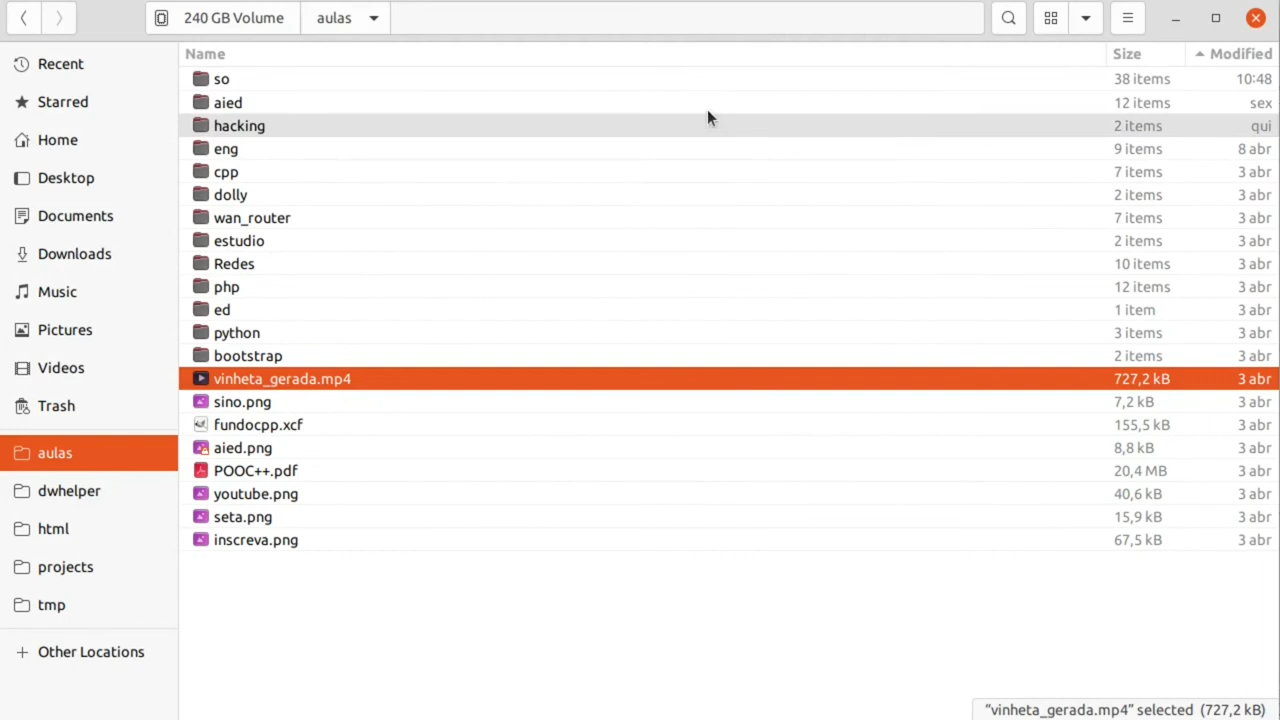 240 GB Volume aulas
Name Size Modified
Recent
Starred
Home
Desktop
Documents
Downloads
Music
Pictures
Videos
Trash
aulas
dwhelper
html
projects
tmp
Other Locations
so 38 items 10:48
aied 12 items sex
hacking 2 items qui
eng 9 items 8 abr
cpp 7 items 3 abr
dolly 2 items 3 abr
wan_router 7 items 3 abr
estudio 2 items 3 abr
Redes 10 items 3 abr
php 12 items 3 abr
ed 1 item 3 abr
python 3 items 3 abr
bootstrap 2 items 3 abr
vinheta_gerada.mp4 727,2 kB 3 abr
sino.png 7,2 kB 3 abr
fundocpp.xcf 155,5 kB 3 abr
aied.png 8,8 kB 3 abr
POOC++.pdf 20,4 MB 3 abr
youtube.png 40,6 kB 3 abr
seta.png 15,9 kB 3 abr
inscreva.png 67,5 kB 3 abr
“vinheta_gerada.mp4” selected (727,2 kB)